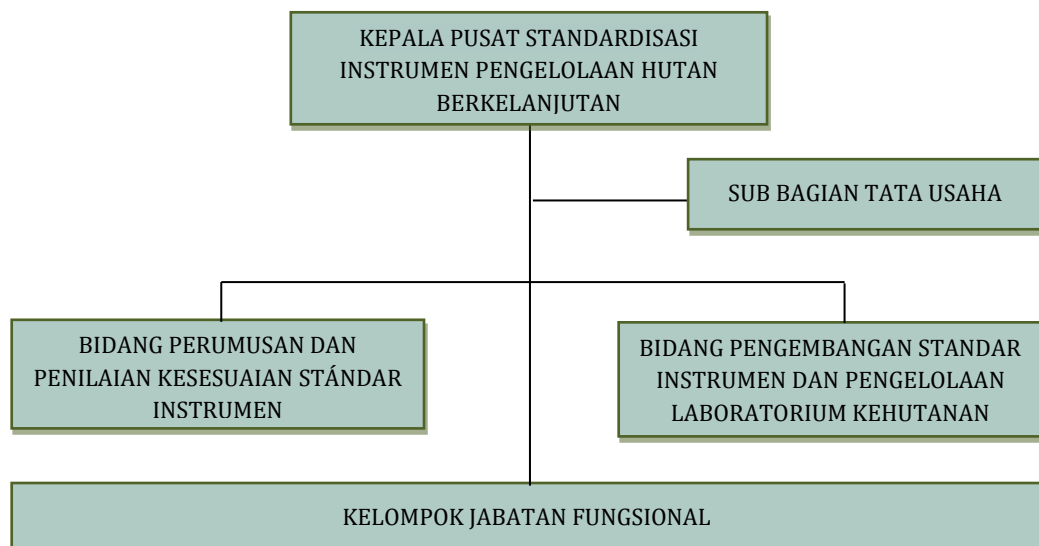 KEPALA PUSAT STANDARDISASI
INSTRUMEN PENGELOLAAN HUTAN
BERKELANJUTAN
SUB BAGIAN TATA USAHA
BIDANG PERUMUSAN DAN
PENILAIAN KESESUAIAN STÁNDAR
INSTRUMEN
BIDANG PENGEMBANGAN STANDAR
INSTRUMEN DAN PENGELOLAAN
LABORATORIUM KEHUTANAN
KELOMPOK JABATAN FUNGSIONAL